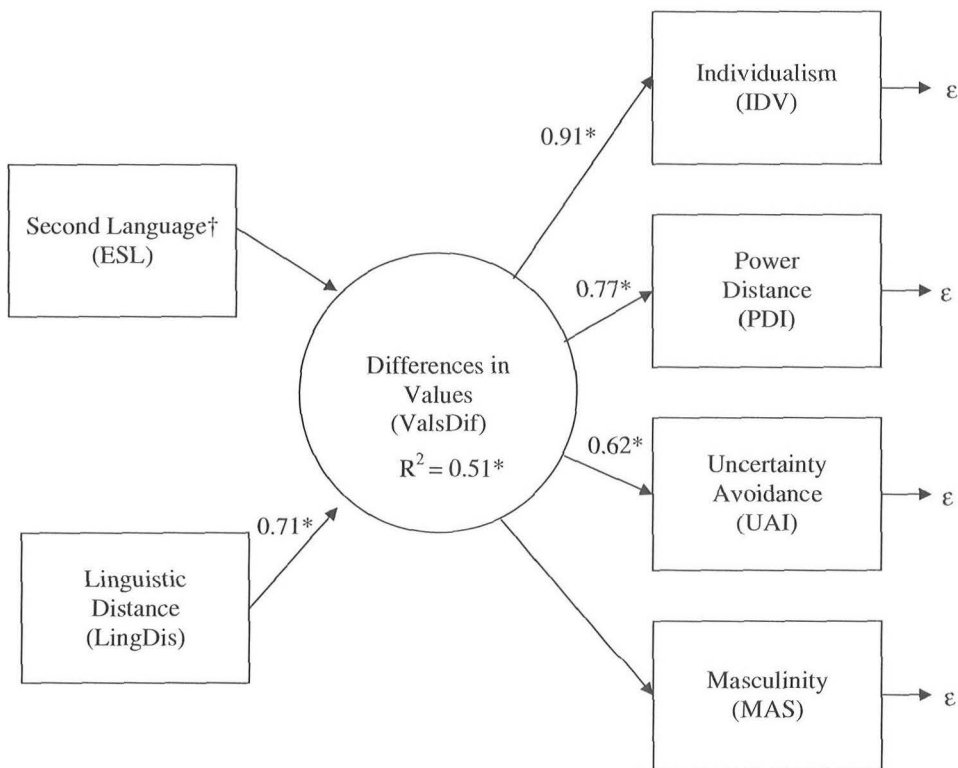 Individualism
(IDV)
ε
0.91*
Second Language†
(ESL)
Power
Distance
(PDI)
ε
0.77*
Differences in
Values
(ValsDif)
R² = 0.51*
0.62*
Uncertainty
Avoidance
(UAI)
ε
0.71*
Linguistic
Distance
(LingDis)
Masculinity
(MAS)
ε